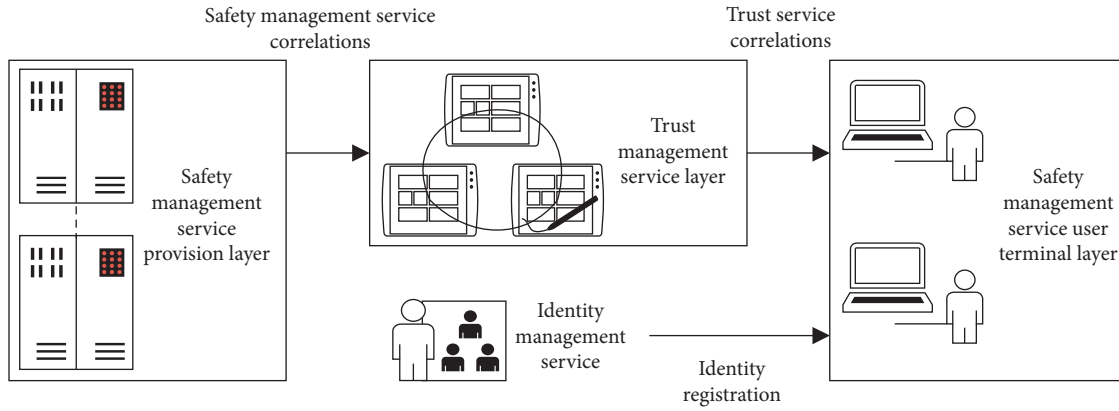 Safety management service
correlations
Trust service
correlations
Safety
management
service
provision layer
Trust
management
service layer
Safety
management
service user
terminal layer
Identity
management
service
Identity
registration